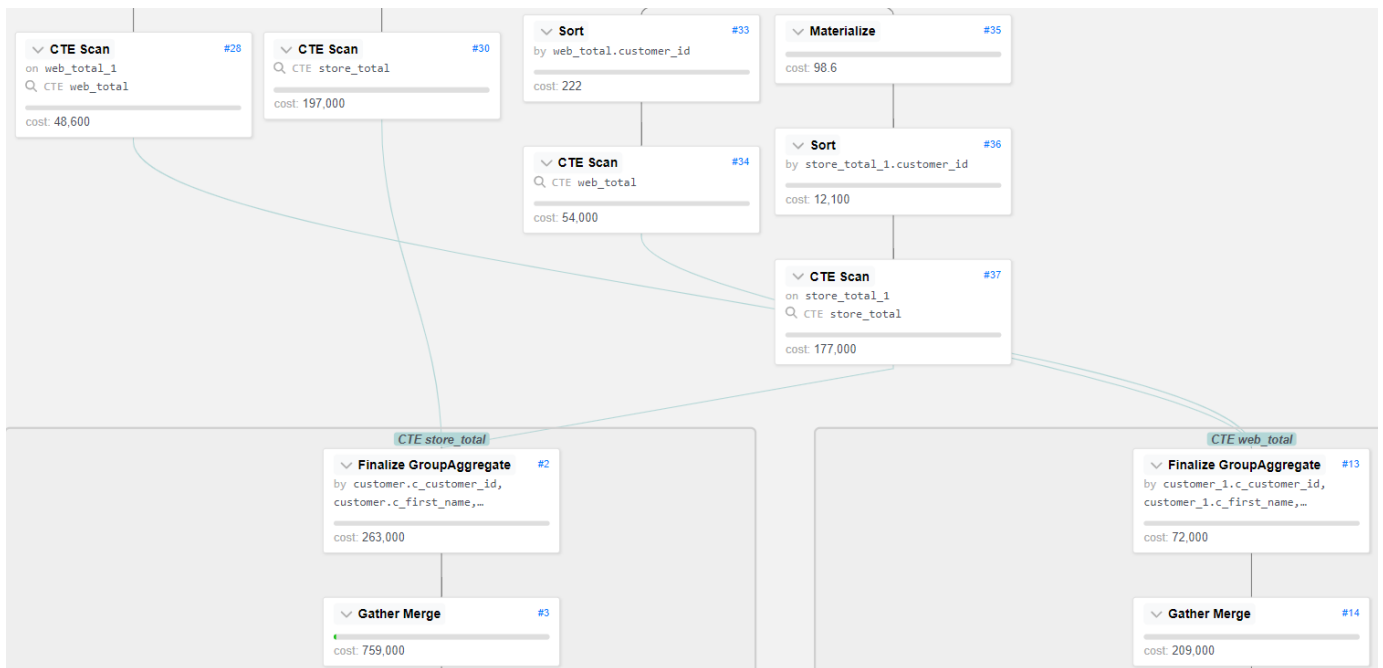 CTE Scan #28
on web_total_1
CTE web_total
cost: 48,600
CTE Scan #30
CTE store_total
cost: 197,000
Sort #33
by web_total.customer_id
cost: 222
Materialize #35
cost: 98.6
CTE Scan #34
CTE web_total
cost: 54,000
Sort #36
by store_total_1.customer_id
cost: 12,100
CTE Scan #37
on store_total_1
CTE store_total
cost: 177,000
CTE store_total
Finalize GroupAggregate #2
by customer.c_customer_id,
customer.c_first_name,…
cost: 263,000
Gather Merge #3
cost: 759,000
CTE web_total
Finalize GroupAggregate #13
by customer_1.c_customer_id,
customer_1.c_first_name,…
cost: 72,000
Gather Merge #14
cost: 209,000